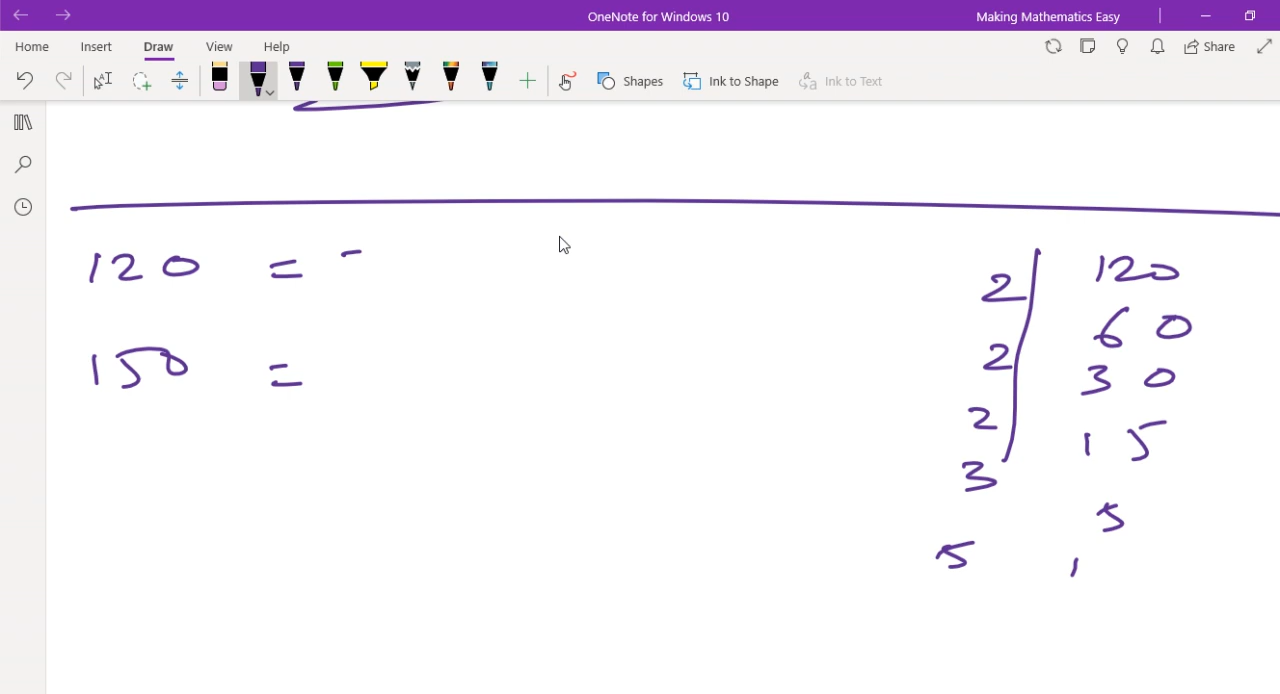 OneNote for Windows 10 Making Mathematics Easy
Home Insert Draw View Help Share
Shapes Ink to Shape Ink to Text
120 = -
150 =
2 120
2 60
2 30
3 15
5 5
1